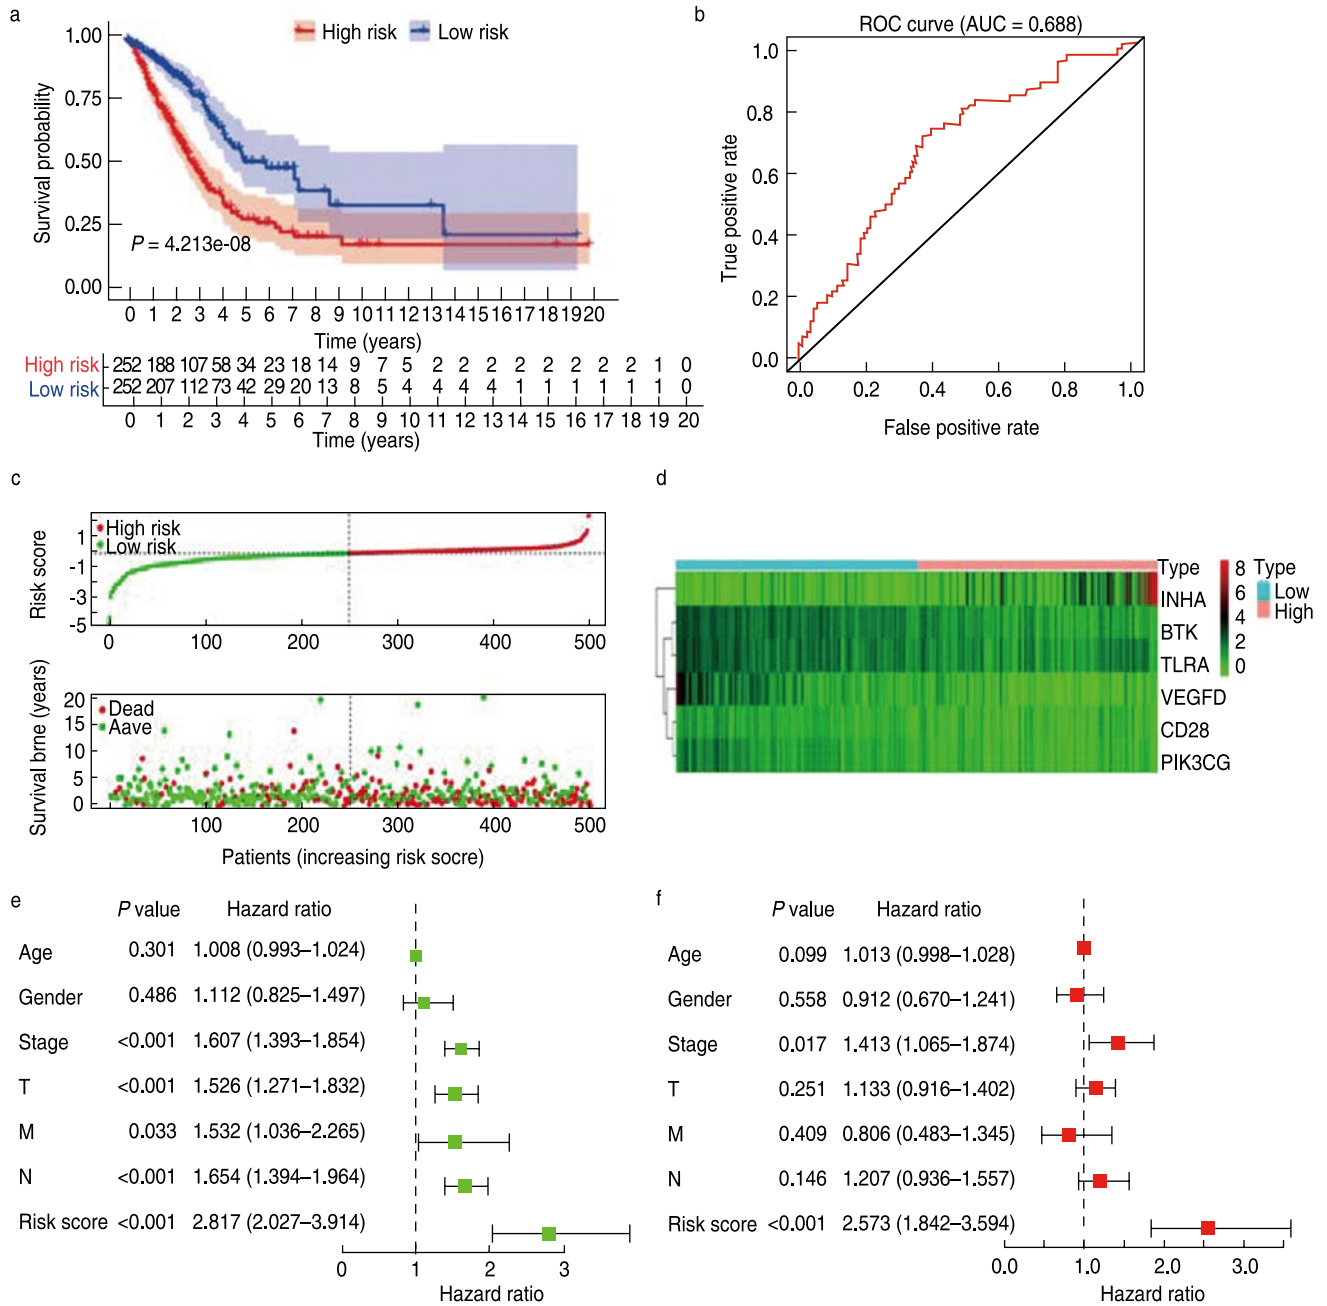 a
High risk Low risk
Survival probability
1.00
0.75
0.50
0.25
0.00
P = 4.213e-08
0 1 2 3 4 5 6 7 8 9 10 11 12 13 14 15 16 17 18 19 20
Time (years)
High risk 252 188 107 58 34 23 18 14 9 7 5 2 2 2 2 2 2 2 2 1 0
Low risk 252 207 112 73 42 29 20 13 8 5 4 4 4 4 1 1 1 1 1 1 0
0 1 2 3 4 5 6 7 8 9 10 11 12 13 14 15 16 17 18 19 20
Time (years)
b
ROC curve (AUC = 0.688)
True positive rate
1.0
0.8
0.6
0.4
0.2
0.0
0.0 0.2 0.4 0.6 0.8 1.0
False positive rate
c
Risk score
High risk
Low risk
1
-1
-3
-5
0 100 200 300 400 500
Survival brne (years)
Dead
Aave
20
15
10
5
0
100 200 300 400 500
Patients (increasing risk socre)
d
Type
INHA
BTK
TLRA
VEGFD
CD28
PIK3CG
8
6
4
2
0
Type
Low
High
e
P value Hazard ratio
Age 0.301 1.008 (0.993–1.024)
Gender 0.486 1.112 (0.825–1.497)
Stage <0.001 1.607 (1.393–1.854)
T <0.001 1.526 (1.271–1.832)
M 0.033 1.532 (1.036–2.265)
N <0.001 1.654 (1.394–1.964)
Risk score <0.001 2.817 (2.027–3.914)
0 1 2 3
Hazard ratio
f
P value Hazard ratio
Age 0.099 1.013 (0.998–1.028)
Gender 0.558 0.912 (0.670–1.241)
Stage 0.017 1.413 (1.065–1.874)
T 0.251 1.133 (0.916–1.402)
M 0.409 0.806 (0.483–1.345)
N 0.146 1.207 (0.936–1.557)
Risk score <0.001 2.573 (1.842–3.594)
0.0 1.0 2.0 3.0
Hazard ratio